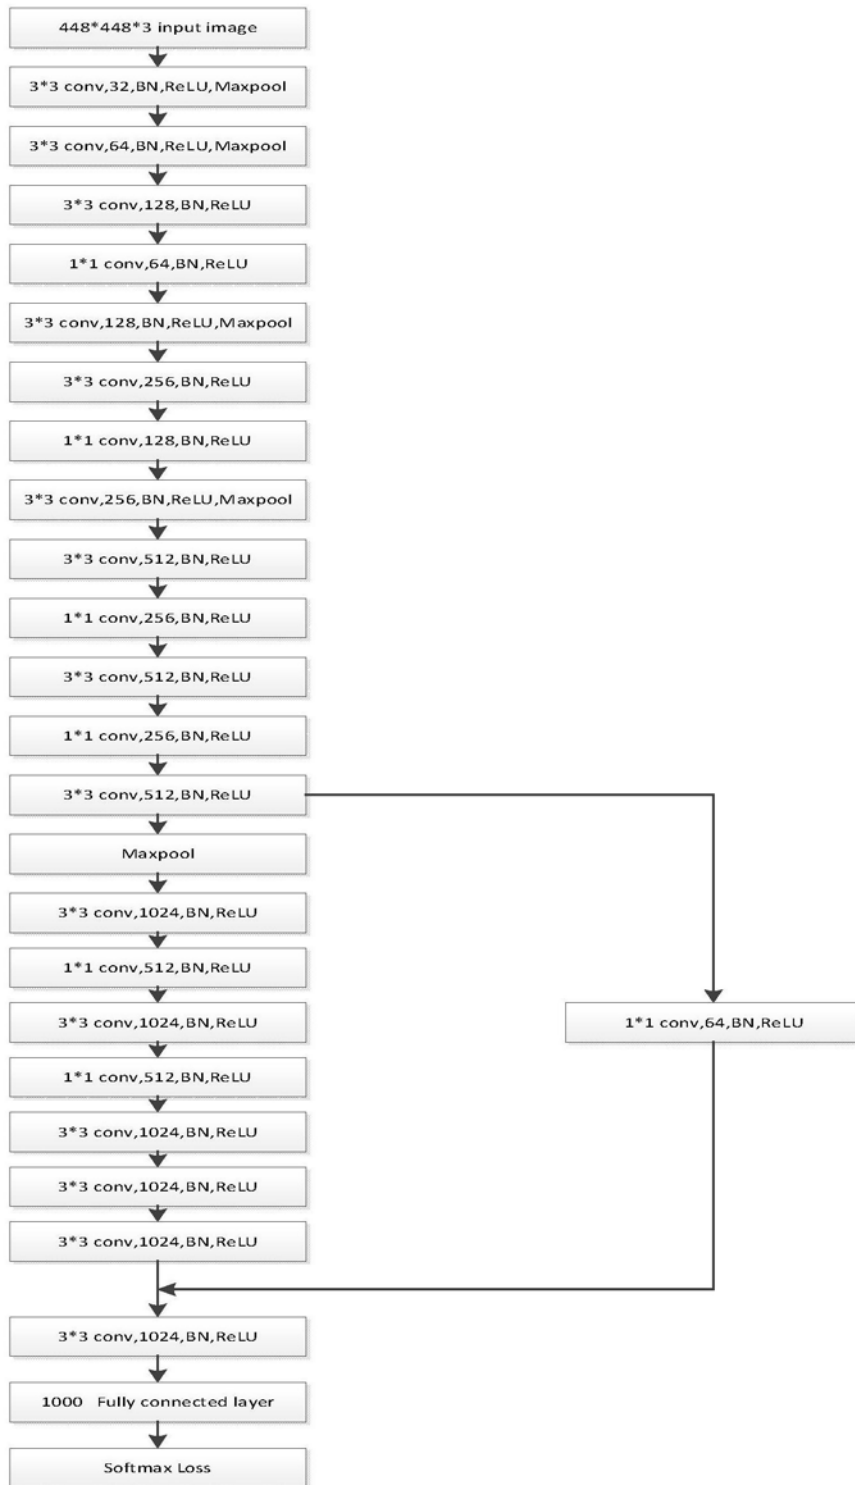 448*448*3 input image
3*3 conv,32,BN,ReLU,Maxpool
3*3 conv,64,BN,ReLU,Maxpool
3*3 conv,128,BN,ReLU
1*1 conv,64,BN,ReLU
3*3 conv,128,BN,ReLU,Maxpool
3*3 conv,256,BN,ReLU
1*1 conv,128,BN,ReLU
3*3 conv,256,BN,ReLU,Maxpool
3*3 conv,512,BN,ReLU
1*1 conv,256,BN,ReLU
3*3 conv,512,BN,ReLU
1*1 conv,256,BN,ReLU
3*3 conv,512,BN,ReLU
Maxpool
3*3 conv,1024,BN,ReLU
1*1 conv,512,BN,ReLU
3*3 conv,1024,BN,ReLU
1*1 conv,64,BN,ReLU
1*1 conv,512,BN,ReLU
3*3 conv,1024,BN,ReLU
3*3 conv,1024,BN,ReLU
3*3 conv,1024,BN,ReLU
3*3 conv,1024,BN,ReLU
1000 Fully connected layer
Softmax Loss